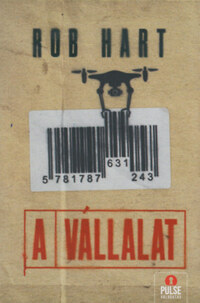 ROB HART
631
5 781787 243
A VÁLLALAT
PULSE